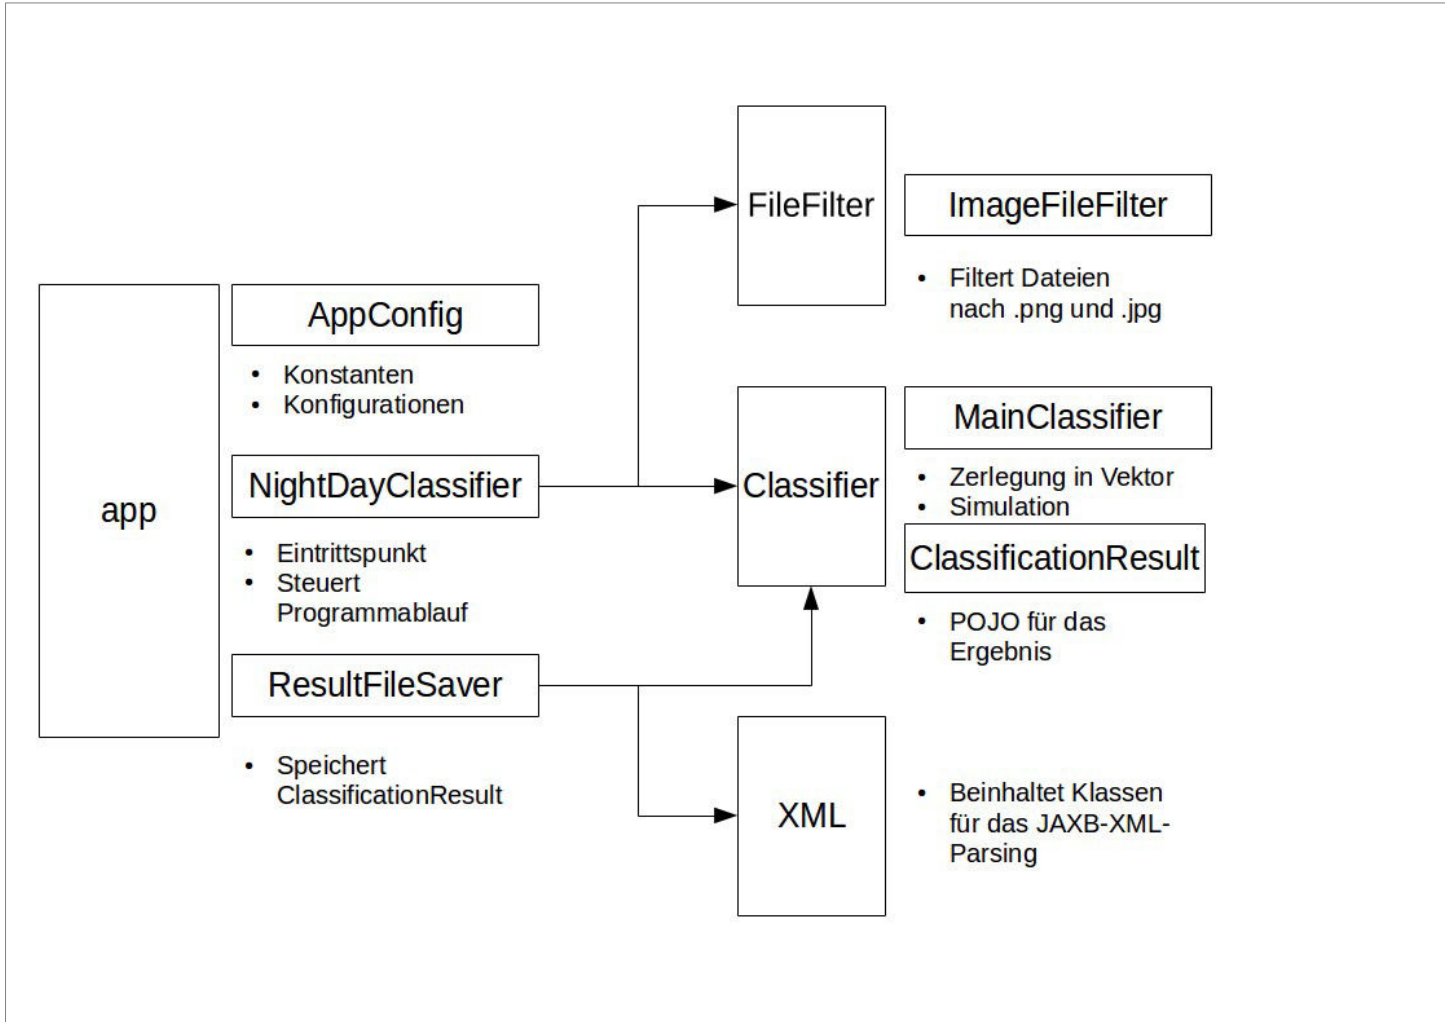 app
AppConfig
• Konstanten
• Konfigurationen
NightDayClassifier
• Eintrittspunkt
• Steuert
Programmablauf
ResultFileSaver
• Speichert
ClassificationResult
FileFilter
ImageFileFilter
• Filtert Dateien
nach .png und .jpg
Classifier
MainClassifier
• Zerlegung in Vektor
• Simulation
ClassificationResult
• POJO für das
Ergebnis
XML
• Beinhaltet Klassen
für das JAXB-XML-
Parsing